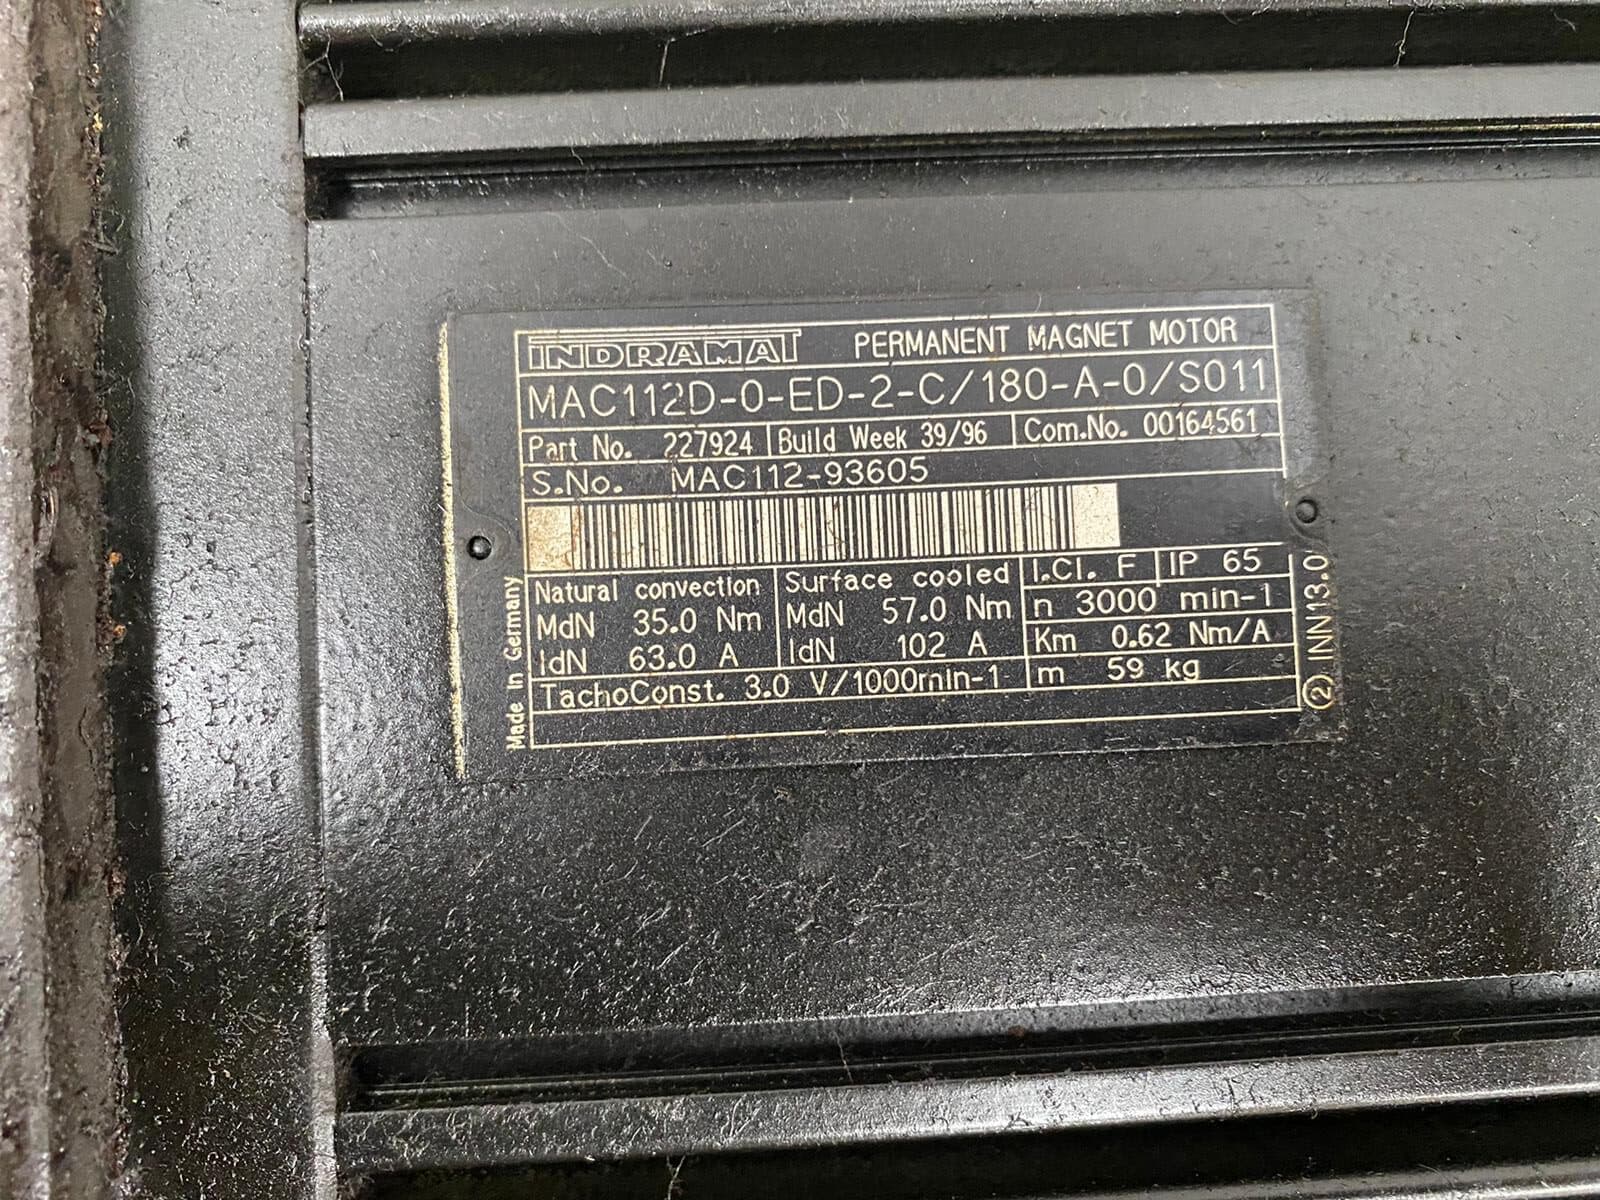 INDRAMAT PERMANENT MAGNET MOTOR
MAC112D-0-ED-2-C/180-A-0/S011
Part No. 227924 Build Week 39/96 Com.No. 00164561
S.No. MAC112-93605
Natural convection Surface cooled I.Cl. F IP 65
MdN 35.0 Nm MdN 57.0 Nm n 3000 min-1
IdN 63.0 A IdN 102 A Km 0.62 Nm/A
TachoConst. 3.0 V/1000min-1 m 59 kg
Made in Germany
② INN13.0